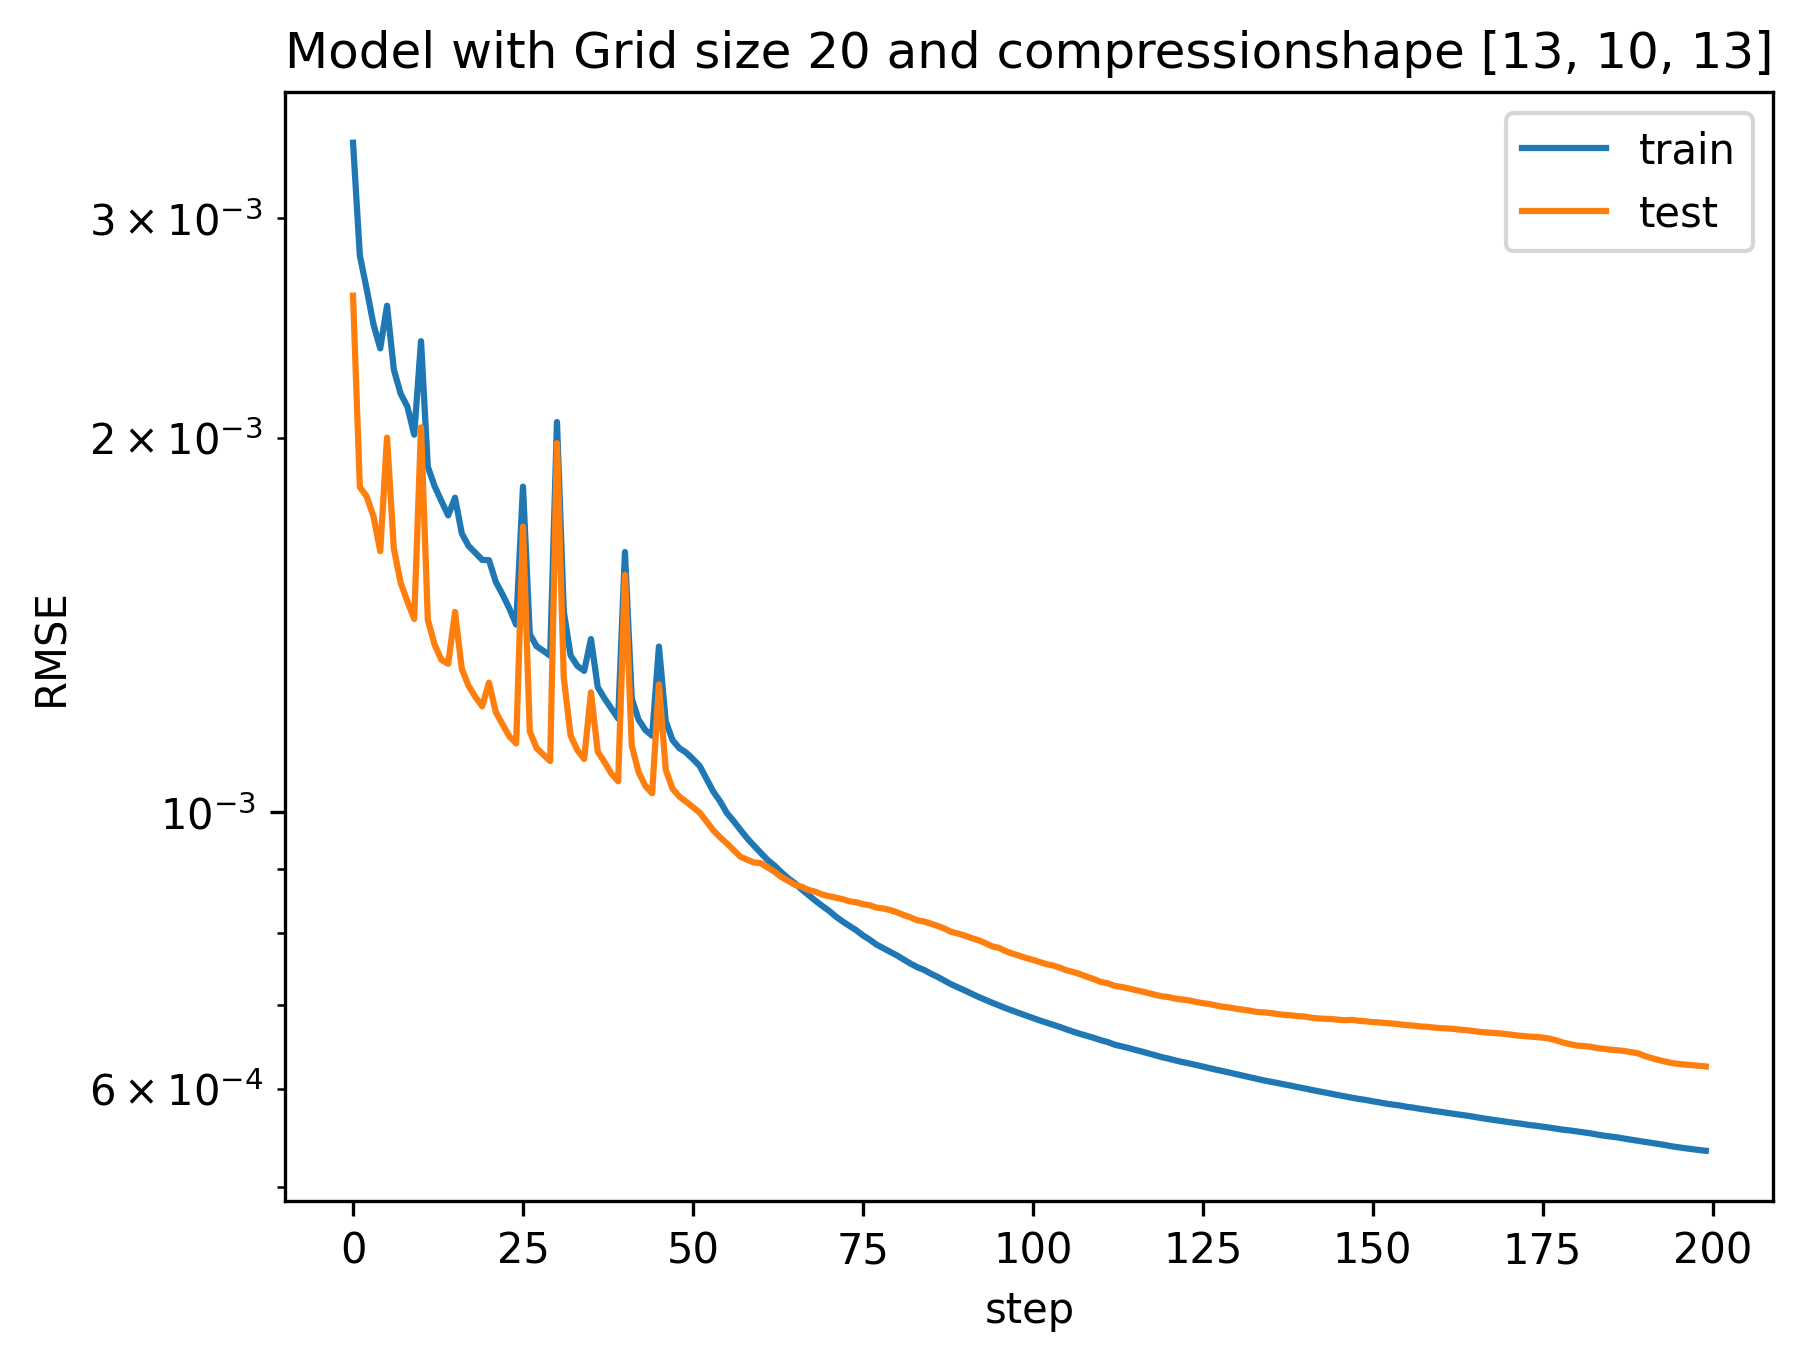 Model with Grid size 20 and compressionshape [13, 10, 13]
train
test
3 × 10⁻³
2 × 10⁻³
10⁻³
6 × 10⁻⁴
RMSE
0 25 50 75 100 125 150 175 200
step